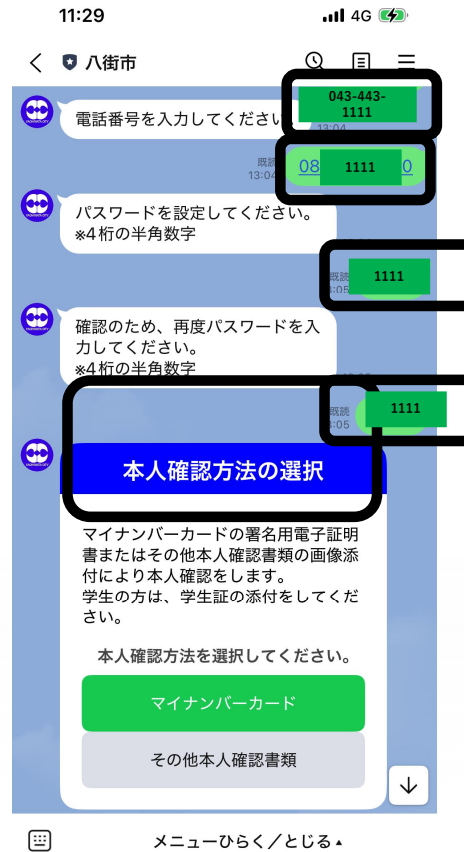 11:29
4G
八街市
043-443-
1111
電話番号を入力してください
13:04
既読
13:04
08 1111 0
パスワードを設定してください。
※4桁の半角数字
既読
:05
1111
確認のため、再度パスワードを入
力してください。
※4桁の半角数字
既読
:05
1111
本人確認方法の選択
マイナンバーカードの署名用電子証明
書またはその他本人確認書類の画像添
付により本人確認をします。
学生の方は、学生証の添付をしてくだ
さい。
本人確認方法を選択してください。
マイナンバーカード
その他本人確認書類
メニューひらく／とじる▲